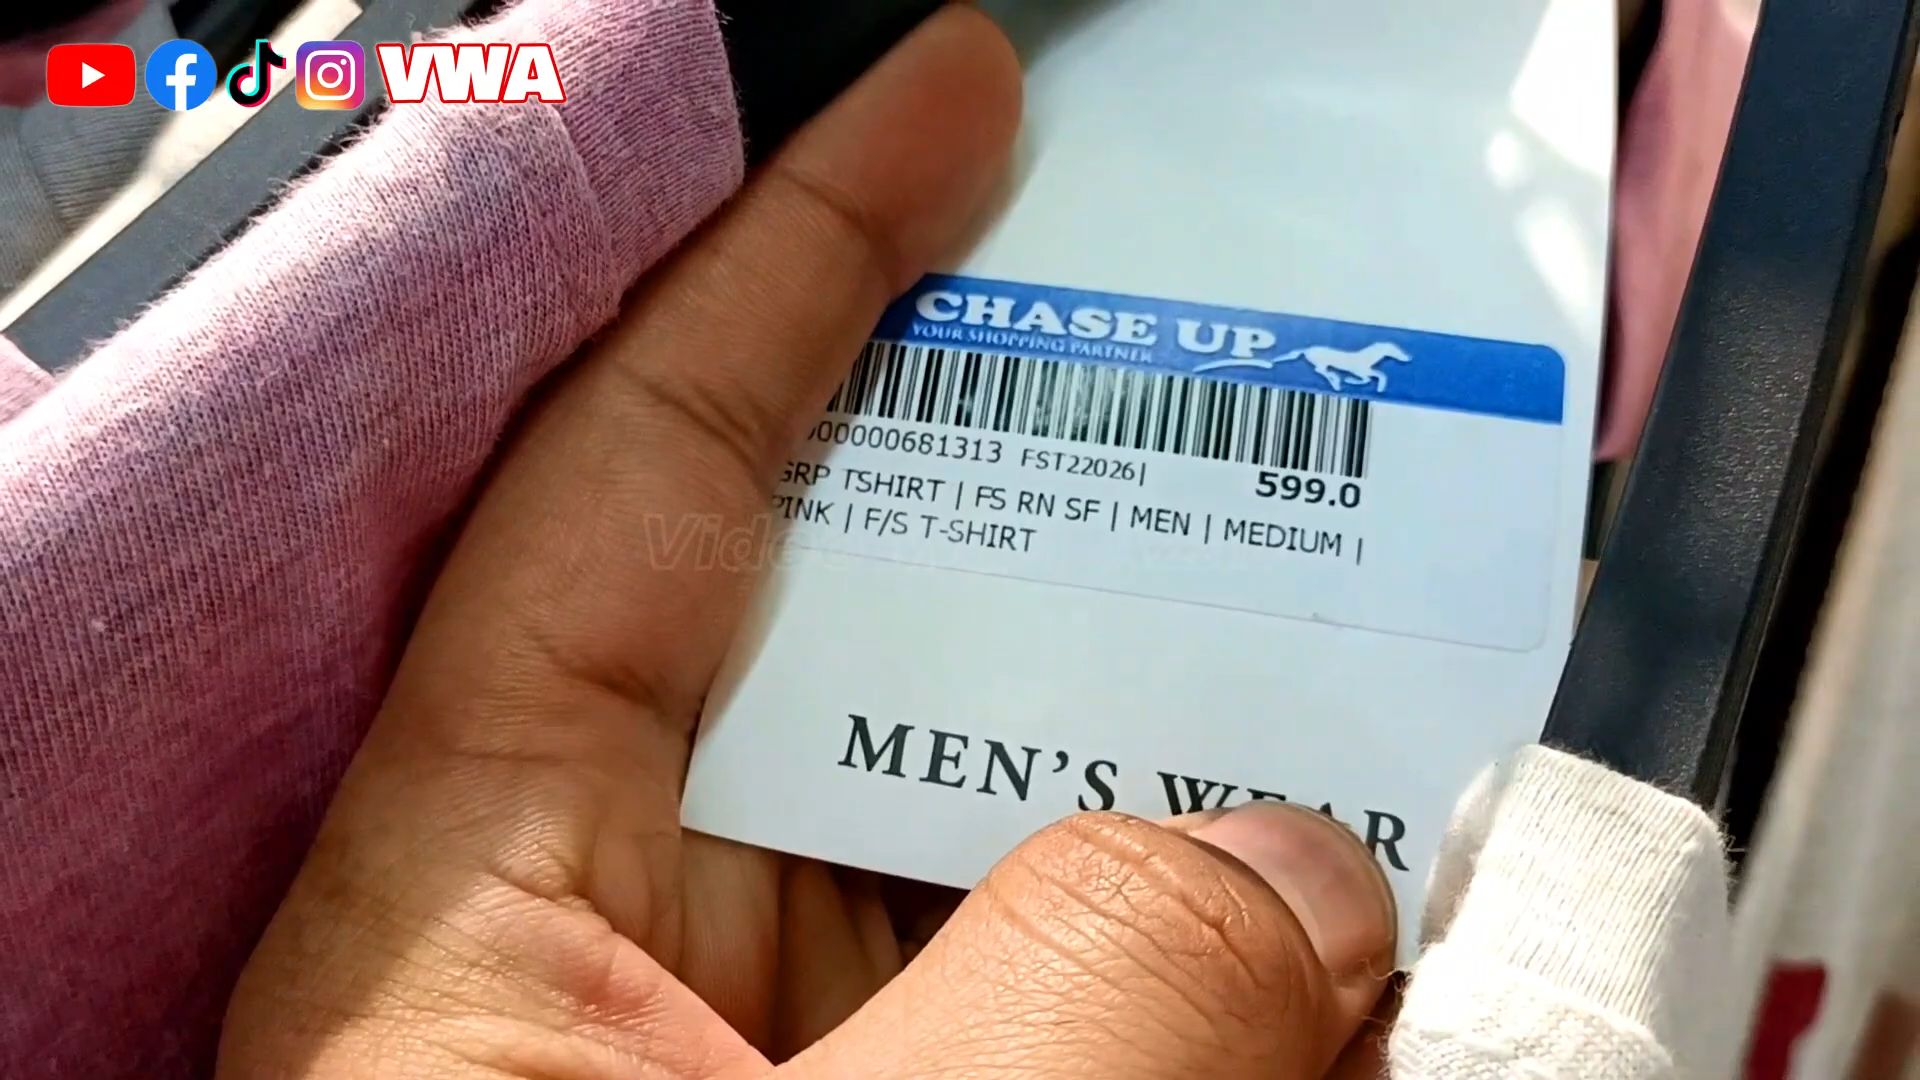 VWA
CHASE UP
YOUR SHOPPING PARTNER
00000681313 FST22026|
599.0
GRP TSHIRT | FS RN SF | MEN | MEDIUM |
PINK | F/S T-SHIRT
MEN'S WEAR